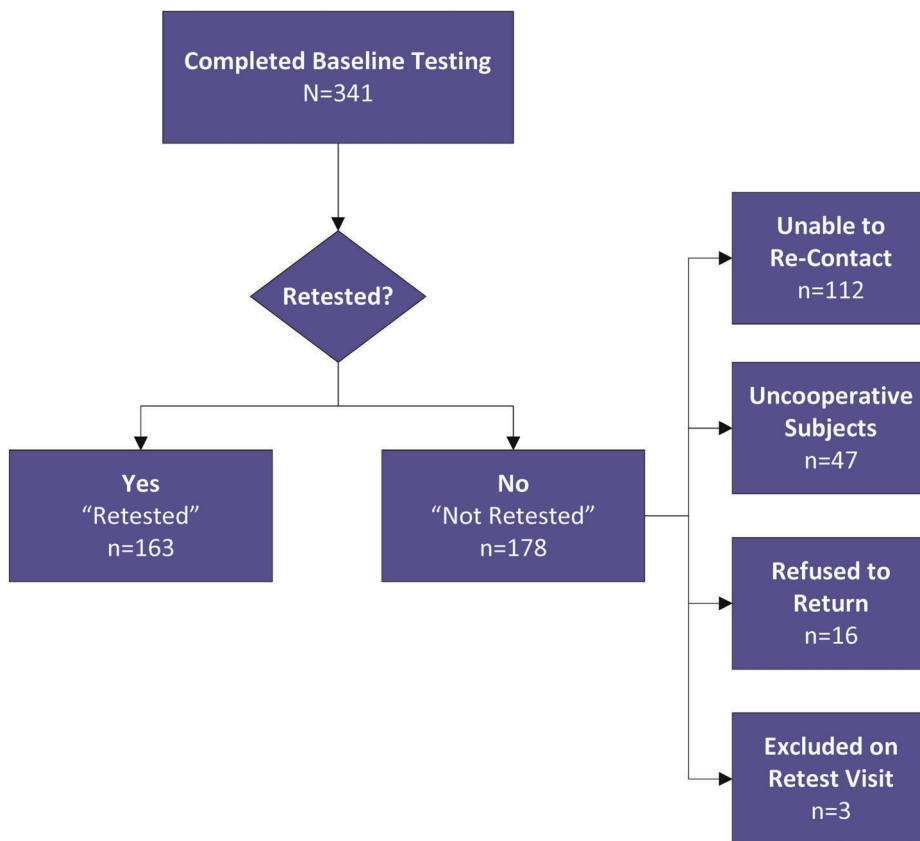 Completed Baseline Testing
N=341
Retested?
Yes
“Retested”
n=163
No
“Not Retested”
n=178
Unable to
Re-Contact
n=112
Uncooperative
Subjects
n=47
Refused to
Return
n=16
Excluded on
Retest Visit
n=3